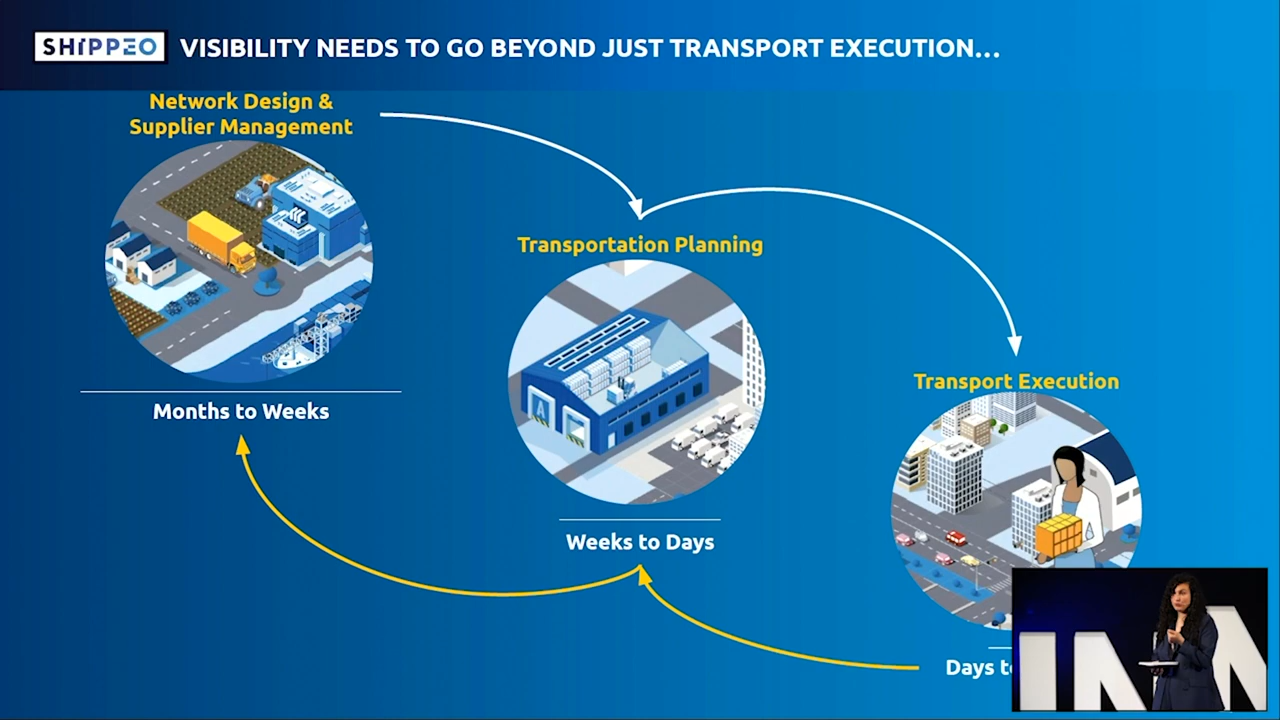 SHIPPEO
VISIBILITY NEEDS TO GO BEYOND JUST TRANSPORT EXECUTION...
Network Design &
Supplier Management
Months to Weeks
Transportation Planning
A
Weeks to Days
Transport Execution
Days